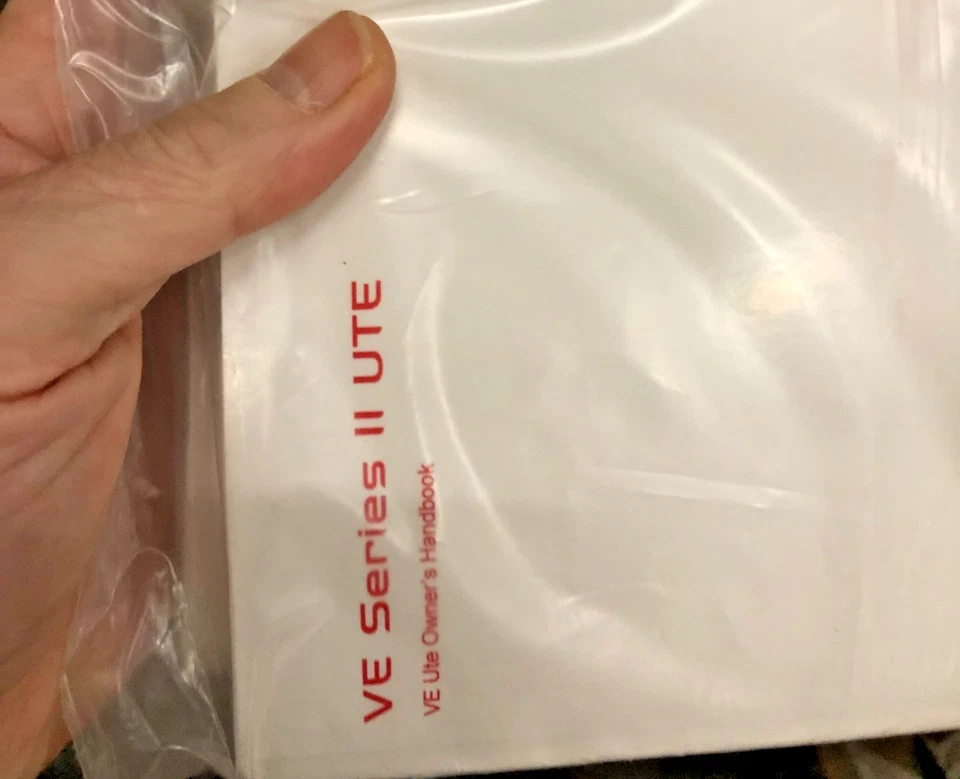 VE Series II UTE
VE Ute Owner's Handbook